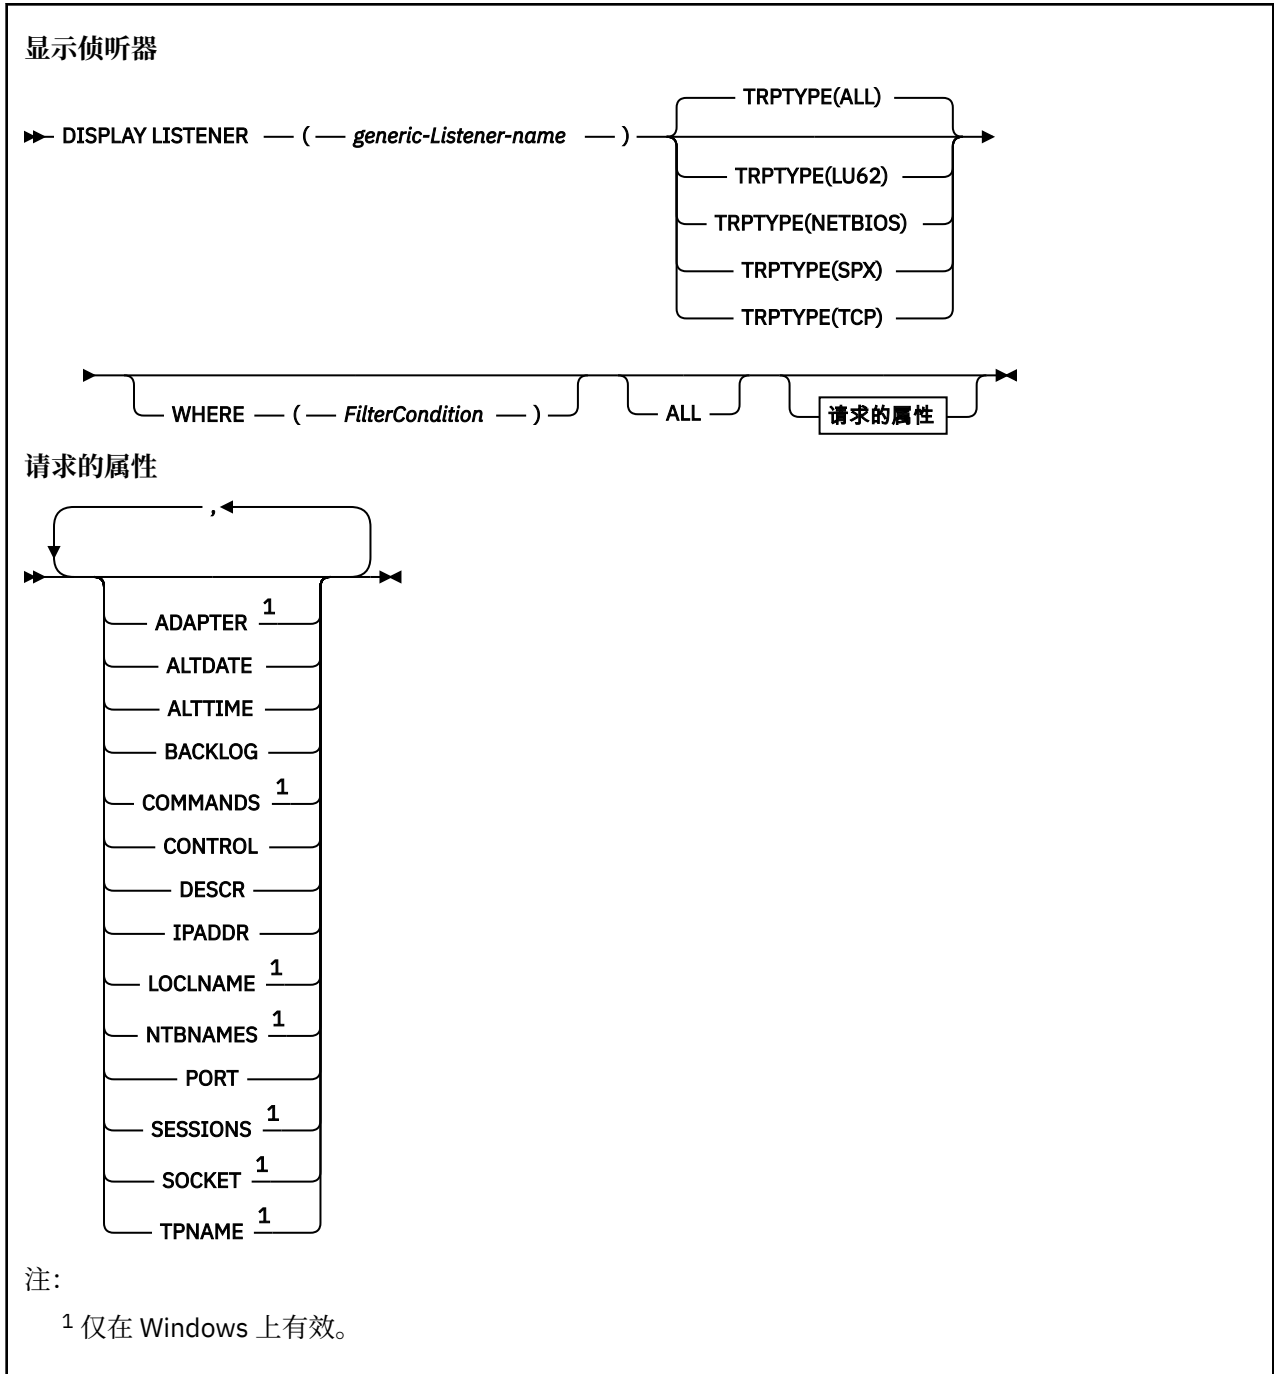 显示侦听器
TRPTYPE(ALL)
DISPLAY LISTENER ( generic-Listener-name )
TRPTYPE(LU62)
TRPTYPE(NETBIOS)
TRPTYPE(SPX)
TRPTYPE(TCP)
WHERE ( FilterCondition ) ALL 请求的属性
请求的属性
,
ADAPTER 1
ALTDATE
ALTTIME
BACKLOG
COMMANDS 1
CONTROL
DESCR
IPADDR
LOCLNAME 1
NTBNAMES 1
PORT
SESSIONS 1
SOCKET 1
TPNAME 1
注：
1 仅在 Windows 上有效。